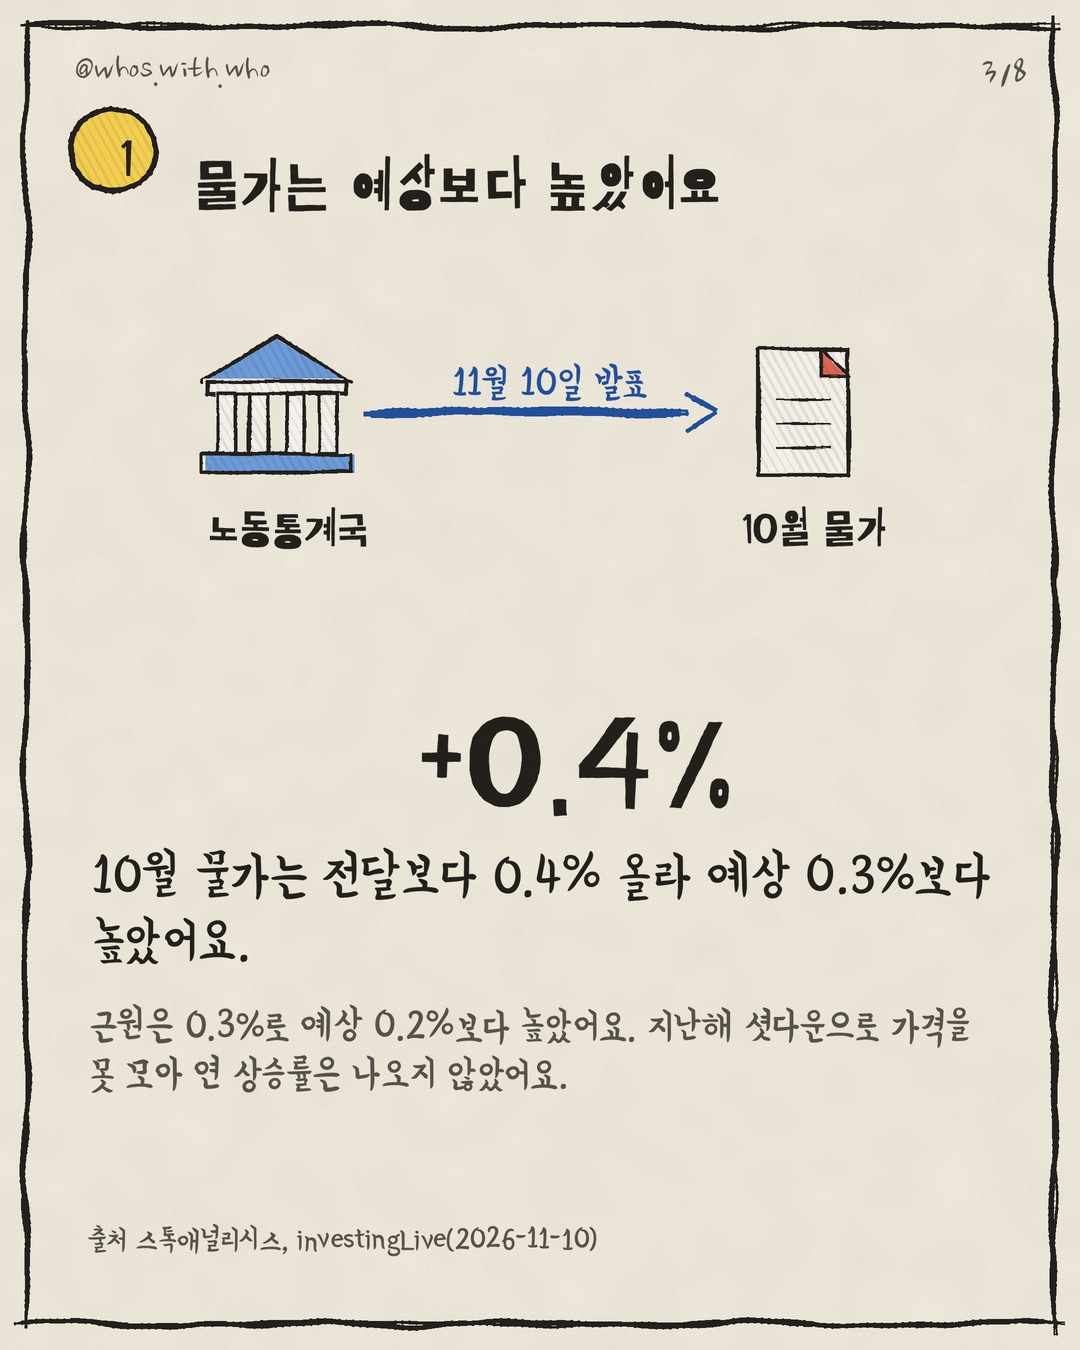 @whos.with.who
3/8
1
물가는 예상보다 높았어요
11월 10일 발표
노동통계국
10월 물가
+0.4%
10월 물가는 전달보다 0.4% 올라 예상 0.3%보다
높았어요.
근원은 0.3%로 예상 0.2%보다 높았어요. 지난해 셧다운으로 가격을
못 모아 연 상승률은 나오지 않았어요.
출처 스톡애널리시스, investingLive(2026-11-10)